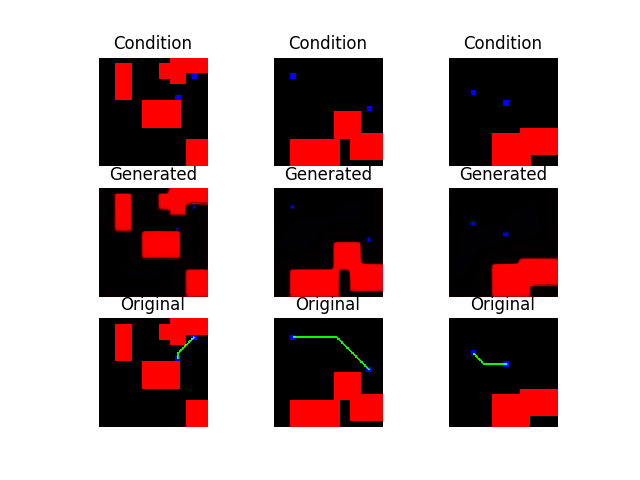 Condition Condition Condition
Generated Generated Generated
Original Original Original